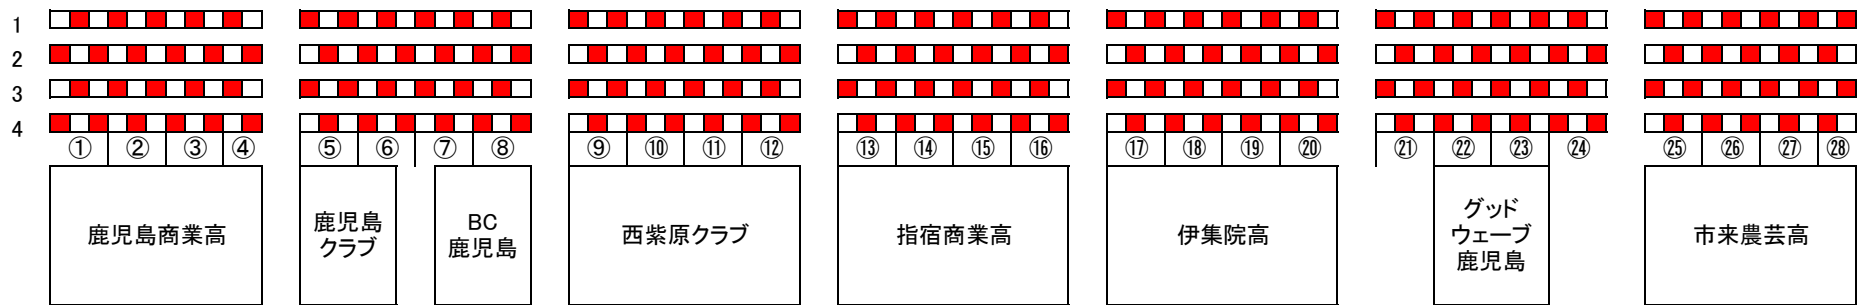 1
2
3
4
① ② ③ ④ ⑤ ⑥ ⑦ ⑧ ⑨ ⑩ ⑪ ⑫ ⑬ ⑭ ⑮ ⑯ ⑰ ⑱ ⑲ ⑳ ㉑ ㉒ ㉓ ㉔ ㉕ ㉖ ㉗ ㉘
鹿児島商業高
鹿児島
クラブ
BC
鹿児島
西紫原クラブ
指宿商業高
伊集院高
グッド
ウェーブ
鹿児島
市来農芸高